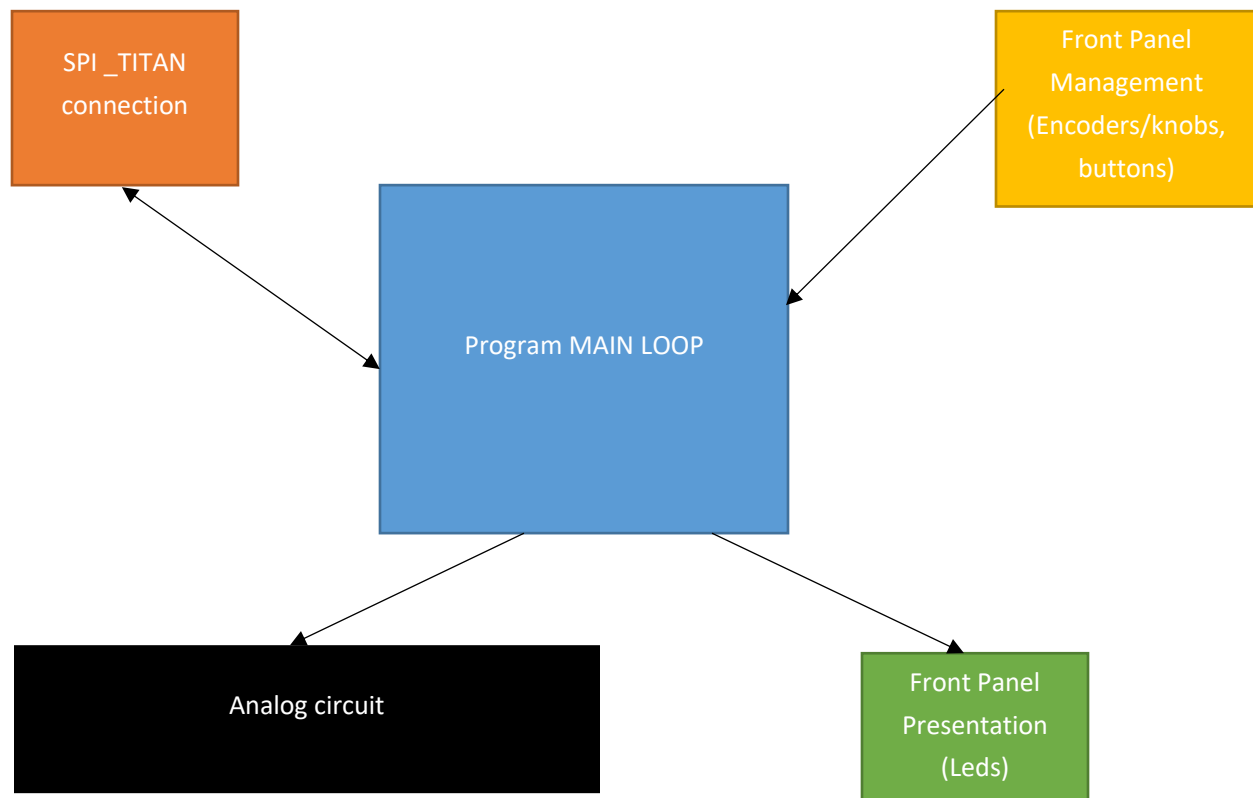 SPI _TITAN
connection
Front Panel
Management
(Encoders/knobs,
buttons)
Program MAIN LOOP
Analog circuit
Front Panel
Presentation
(Leds)